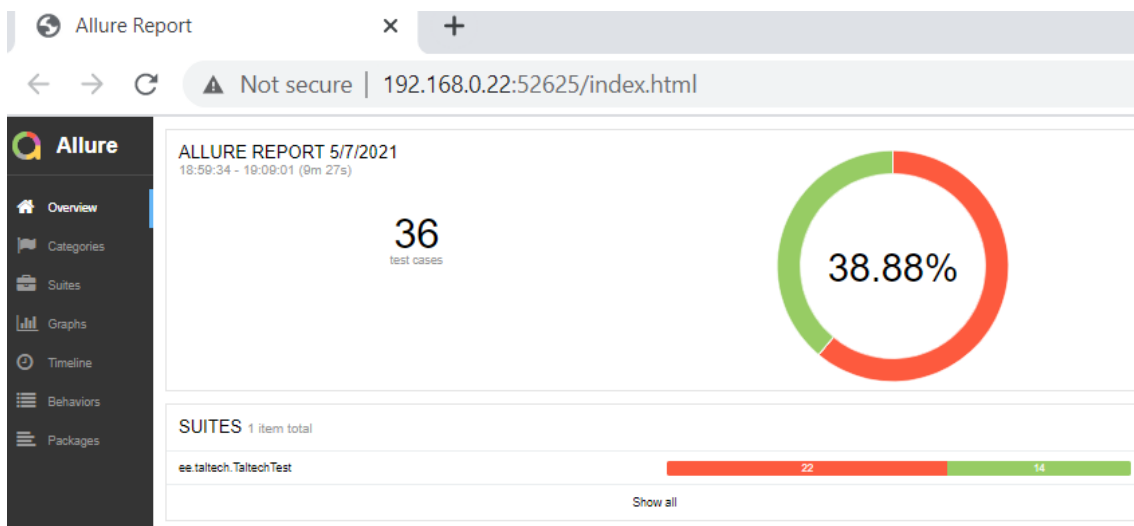 Allure Report
Not secure | 192.168.0.22:52625/index.html
Allure
Overview
Categories
Suites
Graphs
Timeline
Behaviors
Packages
ALLURE REPORT 5/7/2021
18:59:34 - 19:09:01 (9m 27s)
36
test cases
38.88%
SUITES 1 item total
ee.taltech.TaltechTest 22 14
Show all